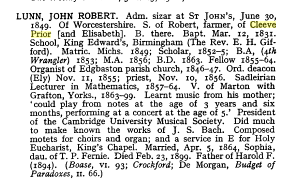 LUNN, JOHN ROBERT. Adm. sizar at ST JOHN'S, June 30,
1849. Of Worcestershire. S. of Robert, farmer, of Cleeve
Prior [and Elisabeth]. B. there. Bapt. Mar. 12, 1831.
School, King Edward's, Birmingham (The Rev. E. H. Gif-
ford). Matric. Michs. 1849; Scholar, 1852-5; B.A. (4th
Wrangler) 1853; M.A. 1856; B.D. 1863. Fellow 1855-64.
Organist of Edgbaston parish church, 1846-47. Ord. deacon
(Ely) Nov. 11, 1855; priest, Nov. 10, 1856. Sadleirian
Lecturer in Mathematics, 1857-64. V. of Marton with
Grafton, Yorks., 1863-99. Learnt music from his mother;
'could play from notes at the age of 3 years and six
months, performing at a concert at the age of 5.' President
of the Cambridge University Musical Society. Did much
to make known the works of J. S. Bach. Composed
motets for choirs and organ; and a service in E for Holy
Eucharist, King's Chapel. Married, Apr. 5, 1864, Sophia,
dau. of T. P. Fernie. Died Feb. 23, 1899. Father of Harold F.
(1894). (Boase, VI. 93; Crockford; De Morgan, Budget of
Paradoxes, II. 66.)